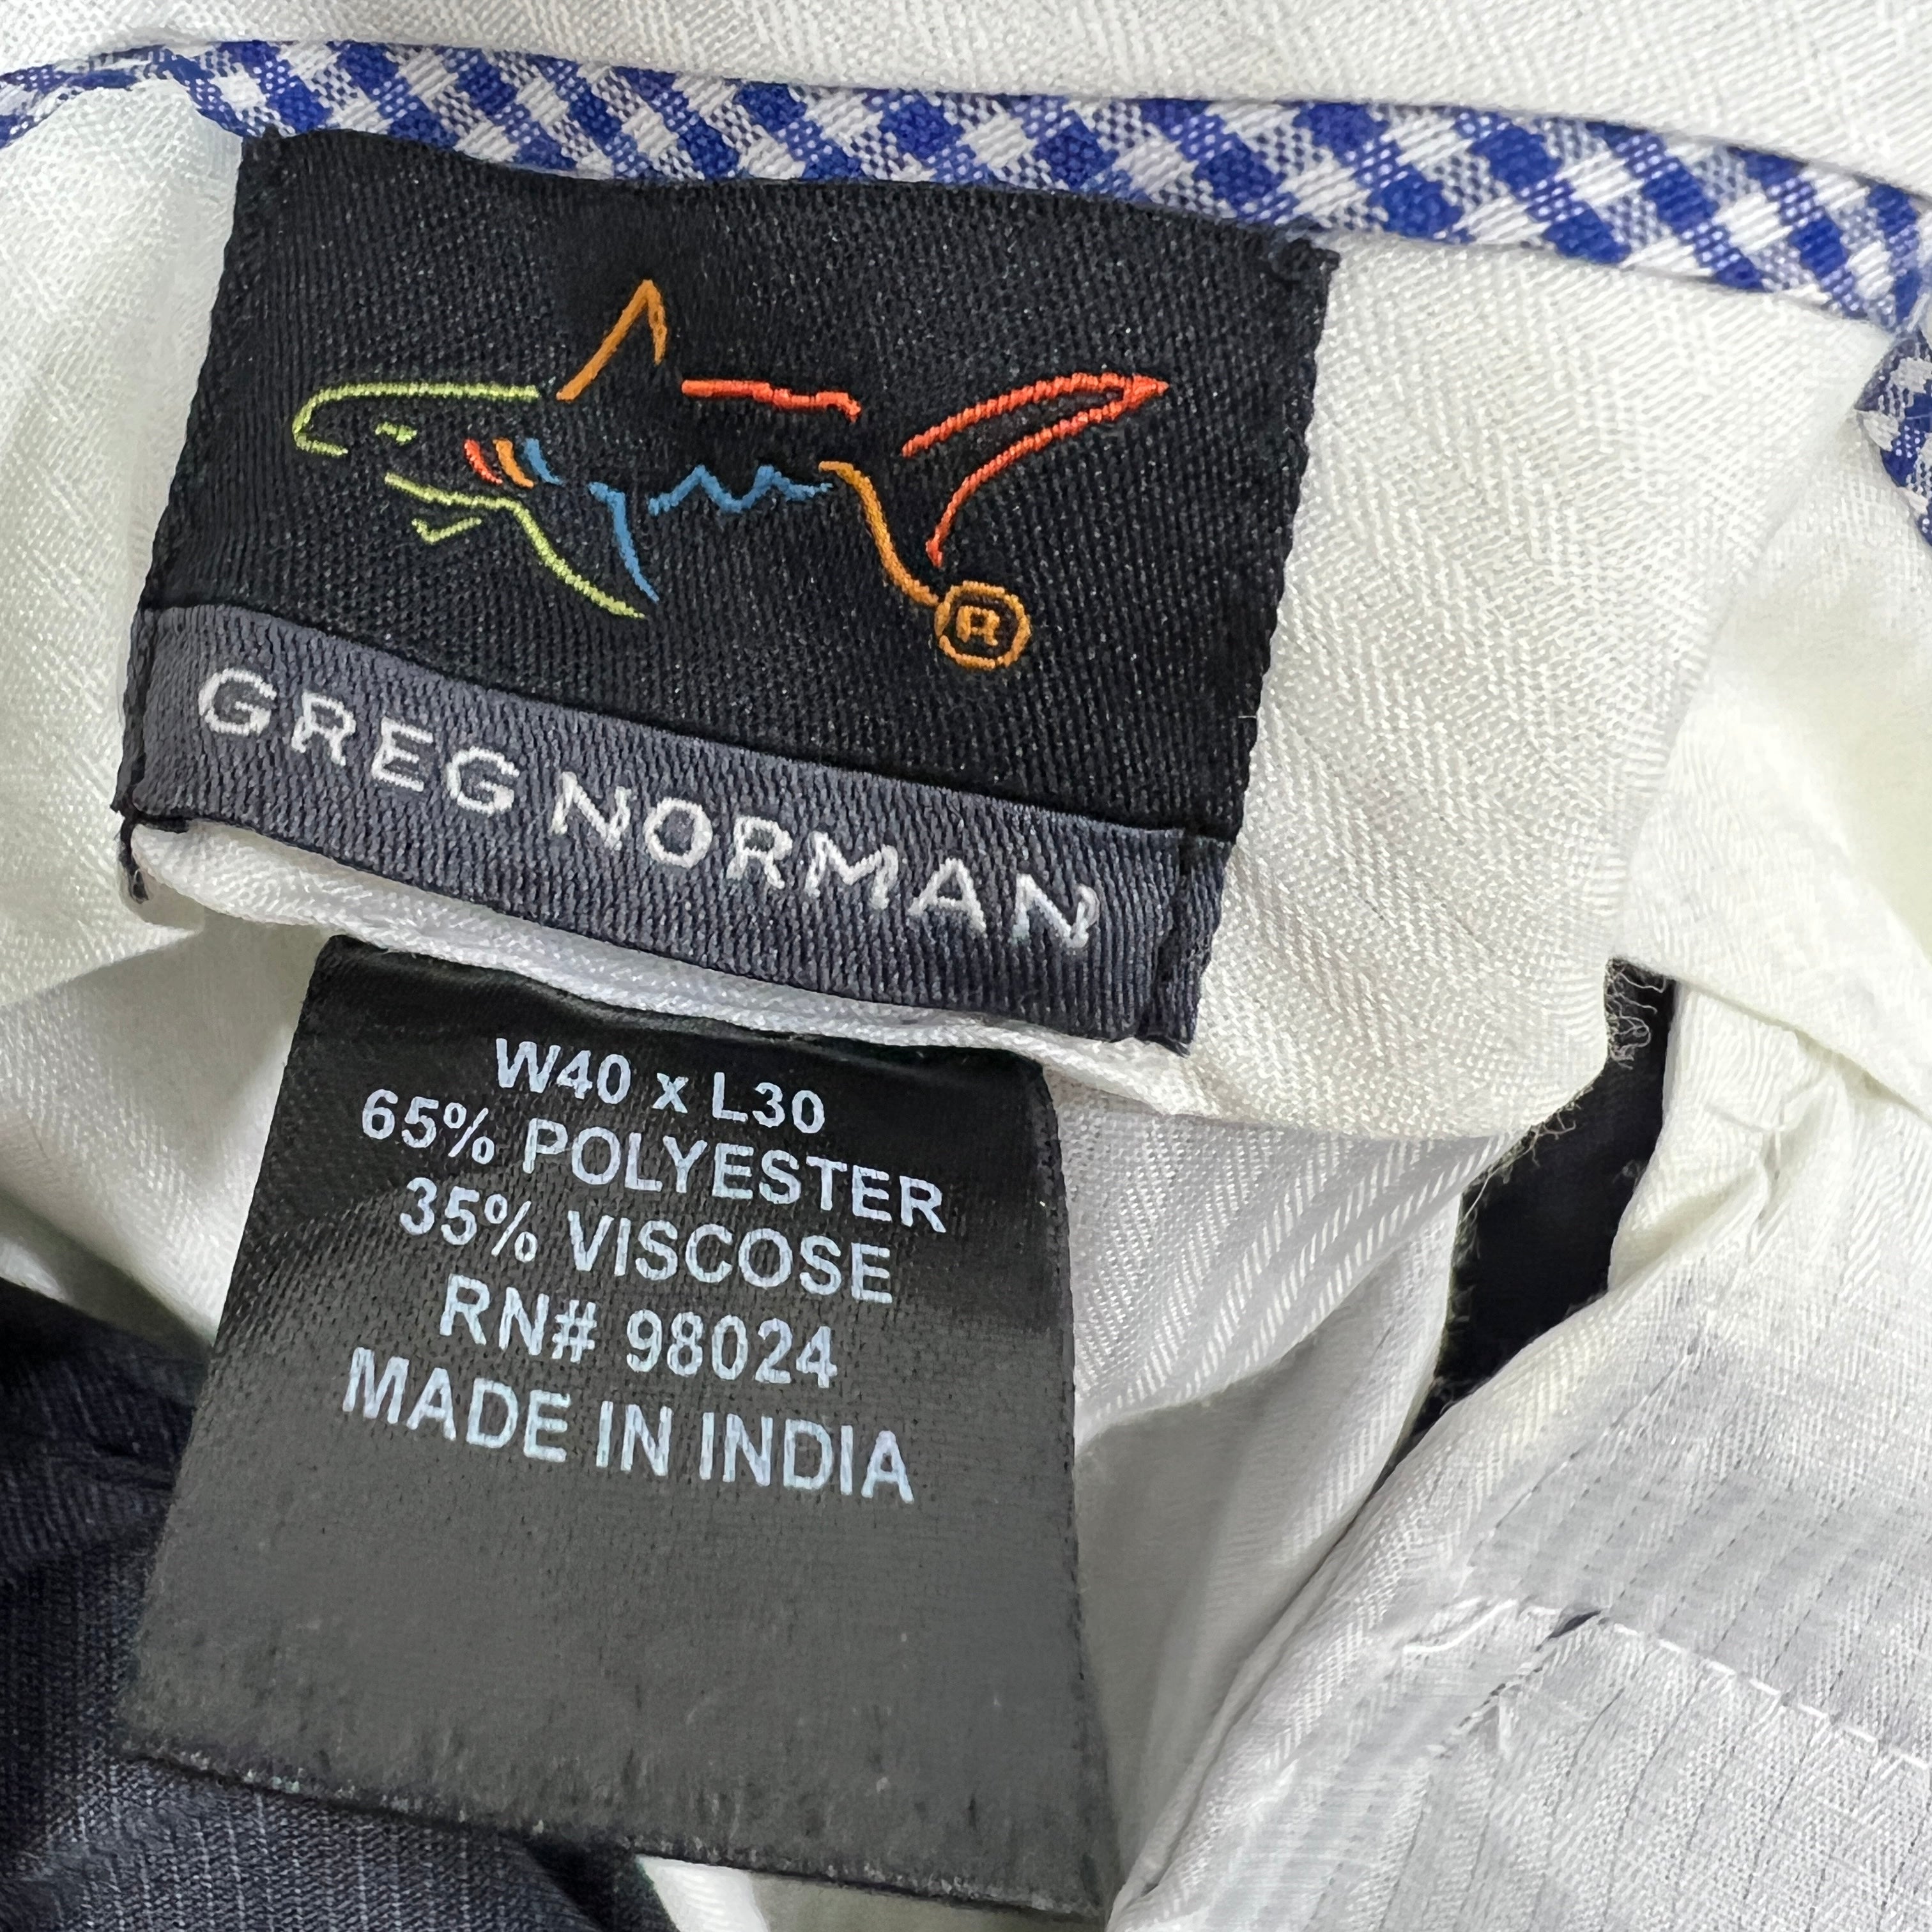 ®
GREG NORMAN
W40 x L30
65% POLYESTER
35% VISCOSE
RN# 98024
MADE IN INDIA